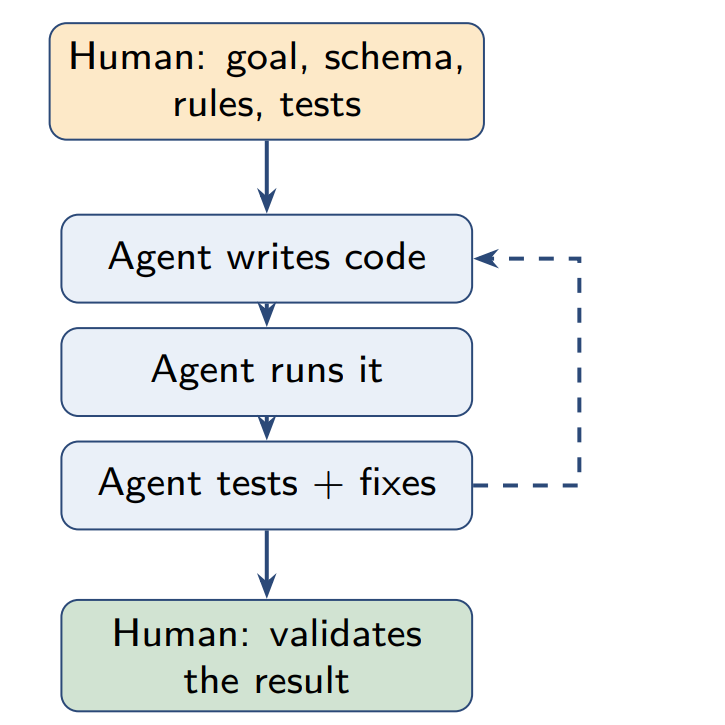 Human: goal, schema,
rules, tests
Agent writes code
Agent runs it
Agent tests + fixes
Human: validates
the result